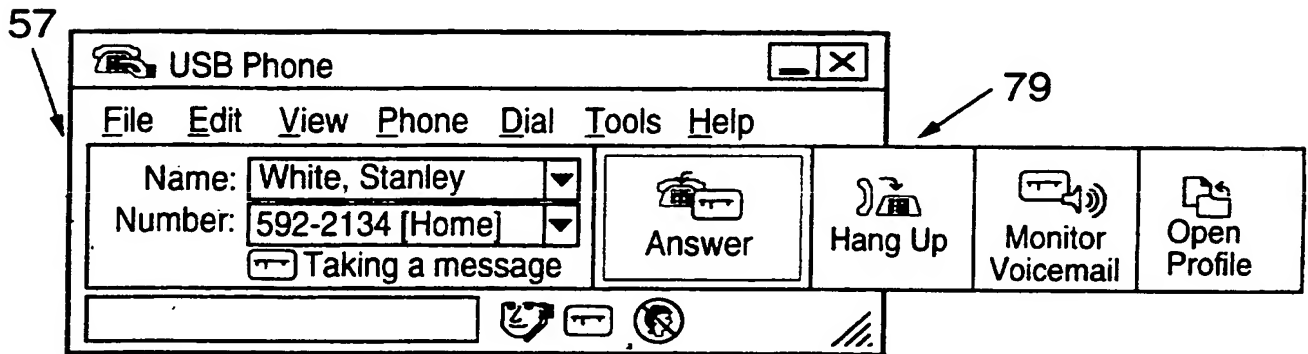 57
USB Phone
79
File Edit View Phone Dial Tools Help
Name: White, Stanley
Number: 592-2134 [Home]
Taking a message
Answer
Hang Up
Monitor
Voicemail
Open
Profile